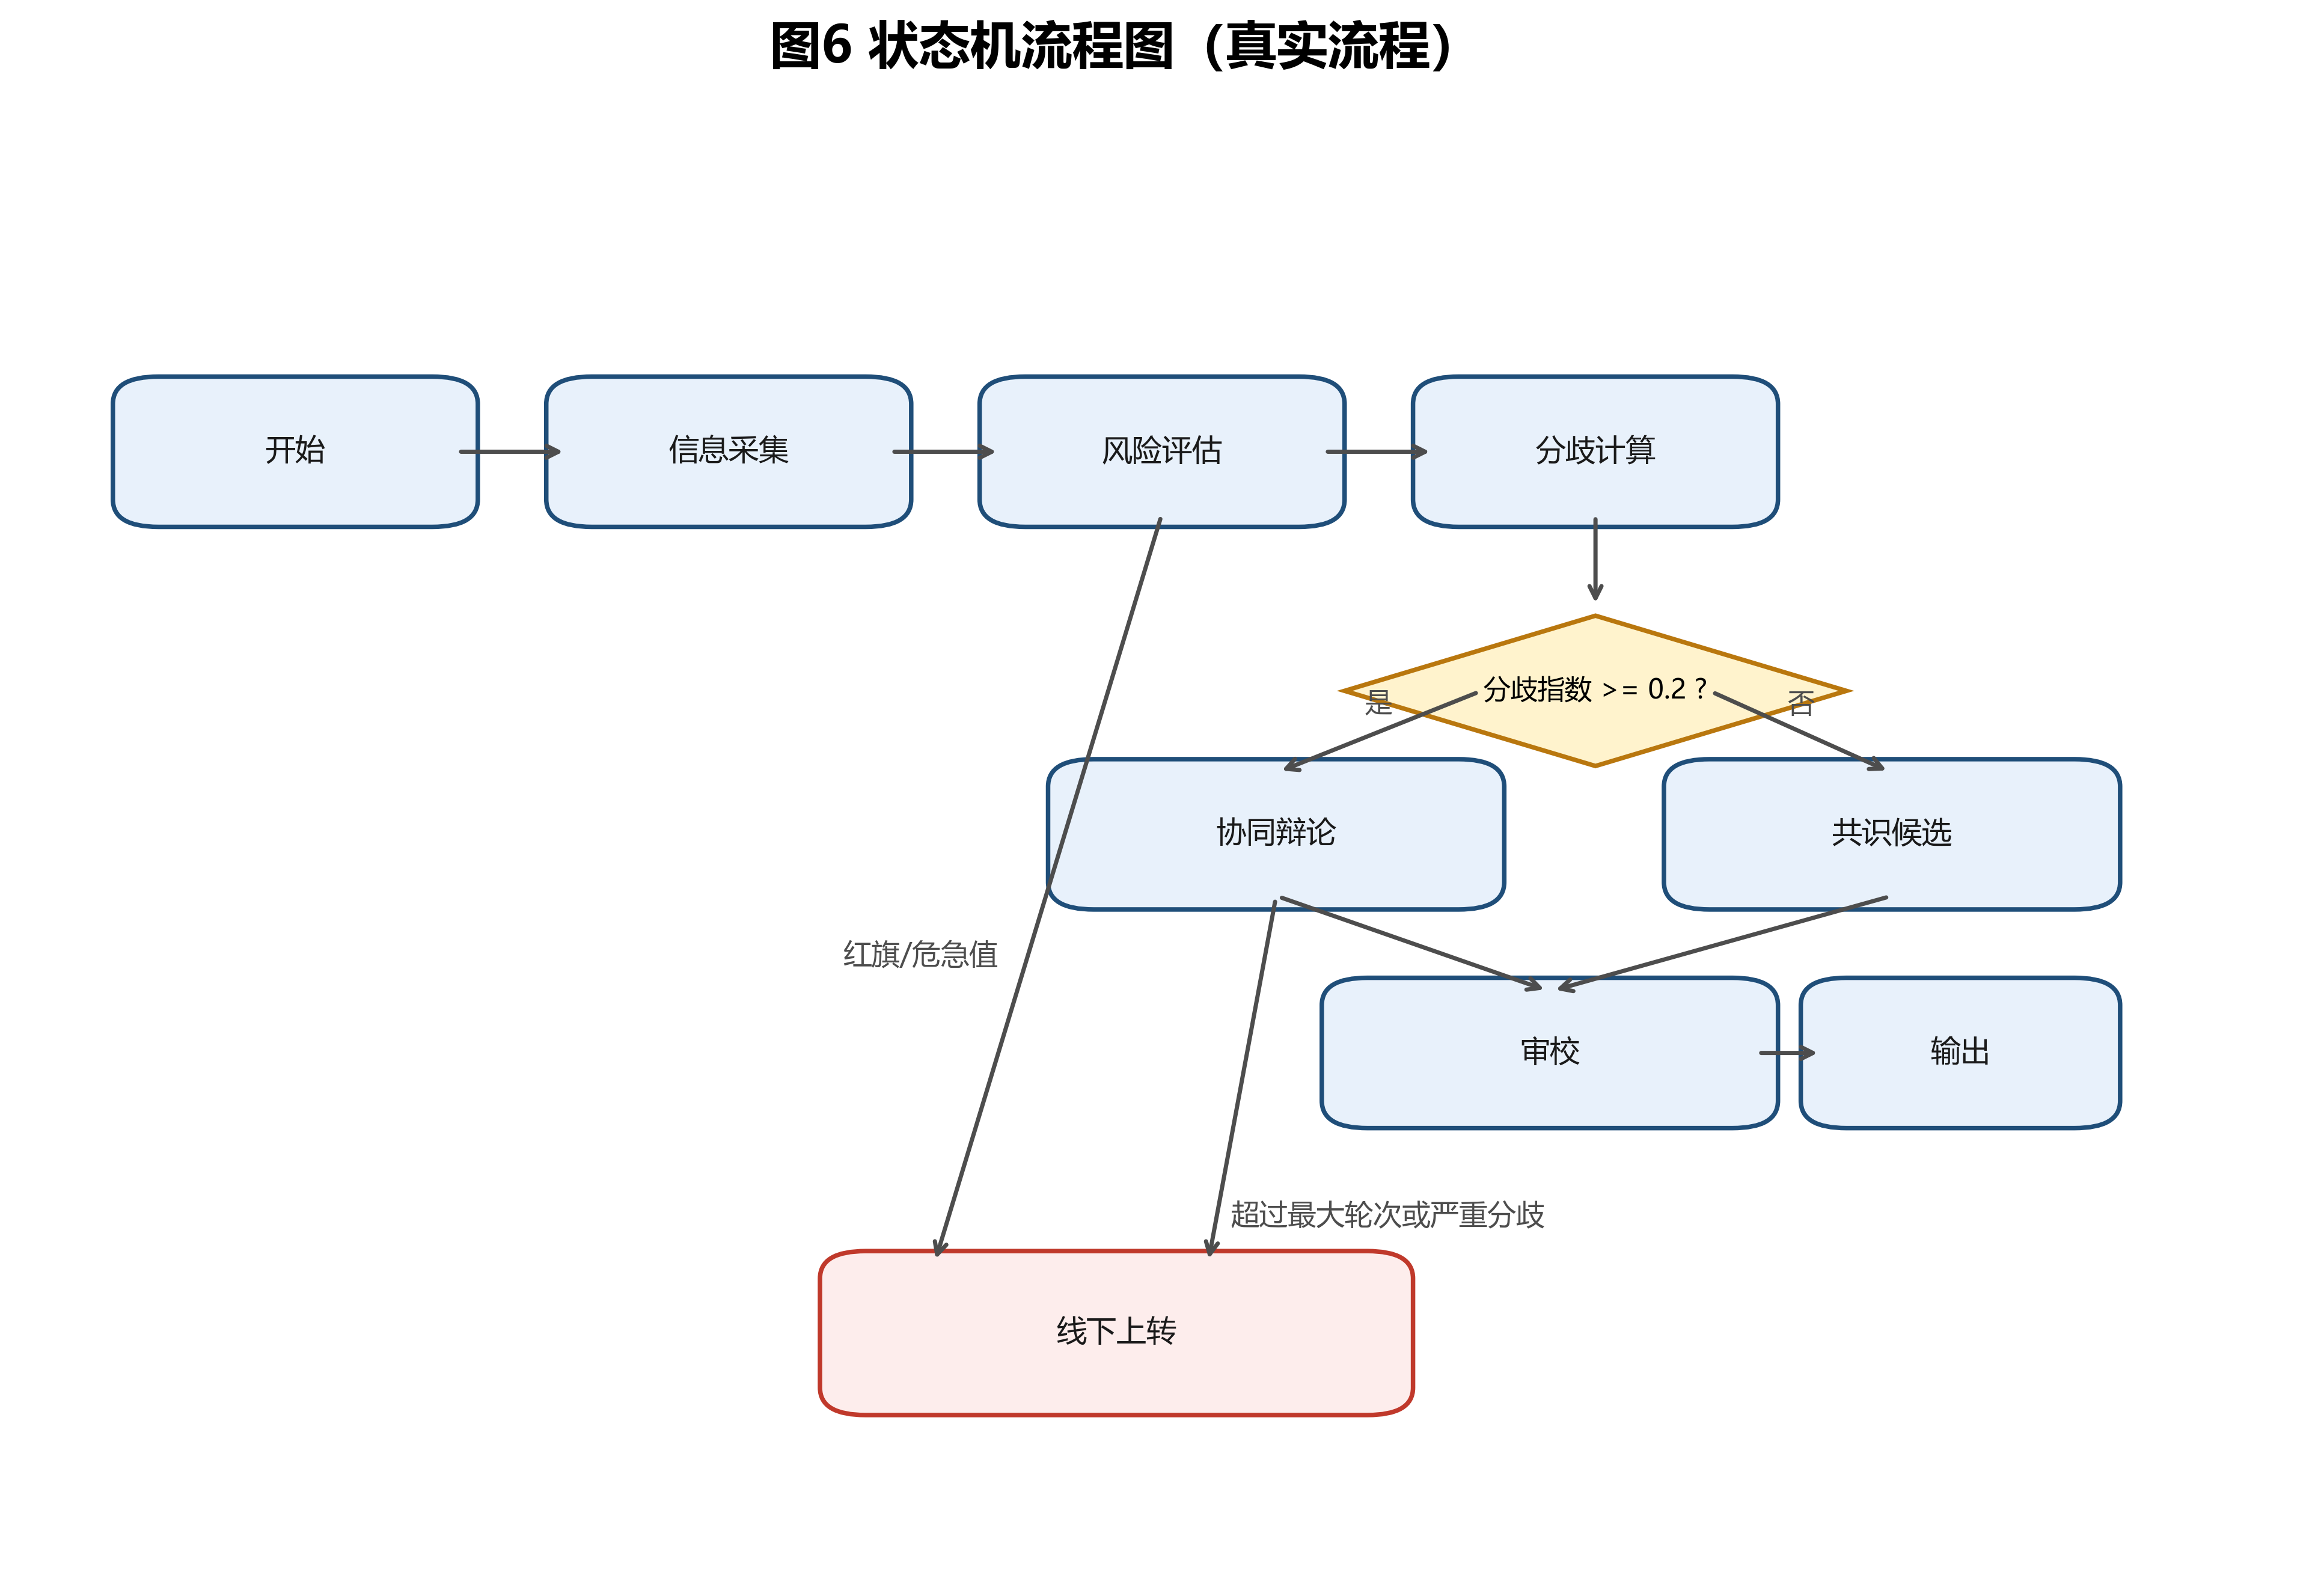 图6 状态机流程图（真实流程）
开始
信息采集
风险评估
分歧计算
分歧指数 >= 0.2 ?
是
否
协同辩论
共识候选
红旗/危急值
审校
输出
超过最大轮次或严重分歧
线下上转